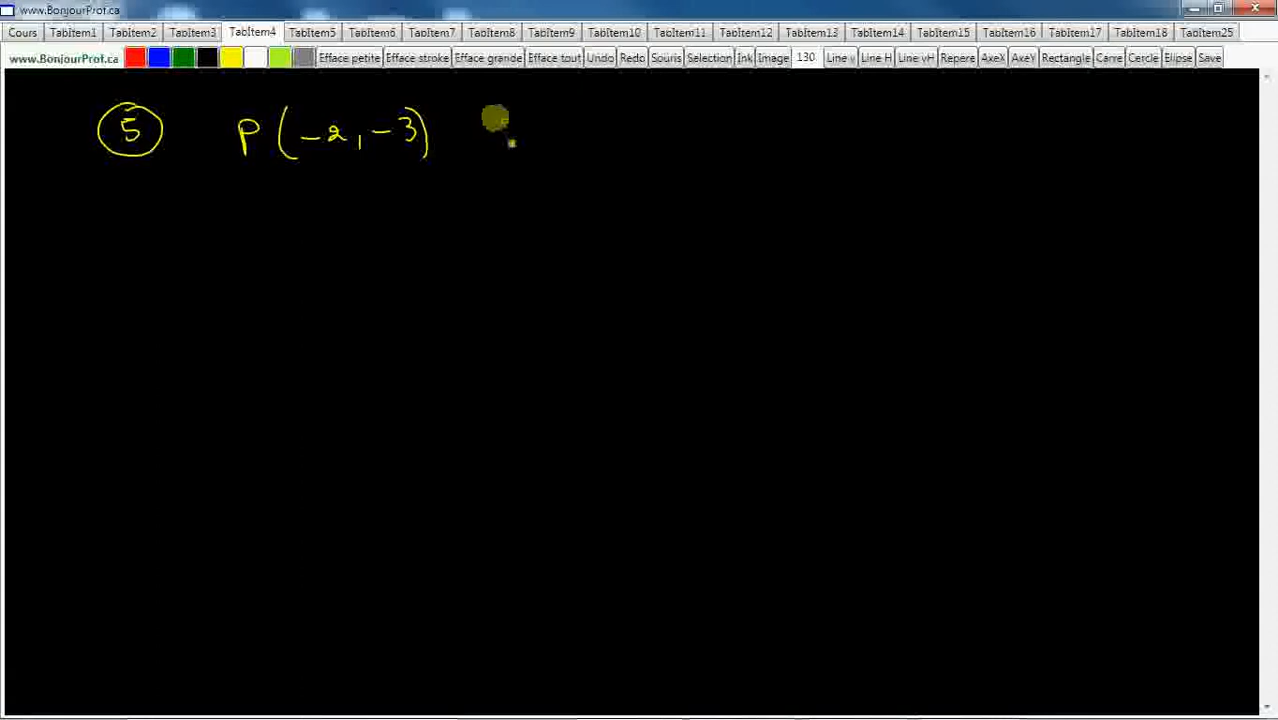 www.BonjourProf.ca
Cours TabItem1 TabItem2 TabItem3 TabItem4 TabItem5 TabItem6 TabItem7 TabItem8 TabItem9 TabItem10 TabItem11 TabItem12 TabItem13 TabItem14 TabItem15 TabItem16 TabItem17 TabItem18 TabItem25
www.BonjourProf.ca Efface petite Efface stroke Efface grande Efface tout Undo Redo Souris Selection Ink Image 130 Line v Line H Line vH Repere AxeX AxeY Rectangle Carre Cercle Elipse Save
5 P (-2, -3)